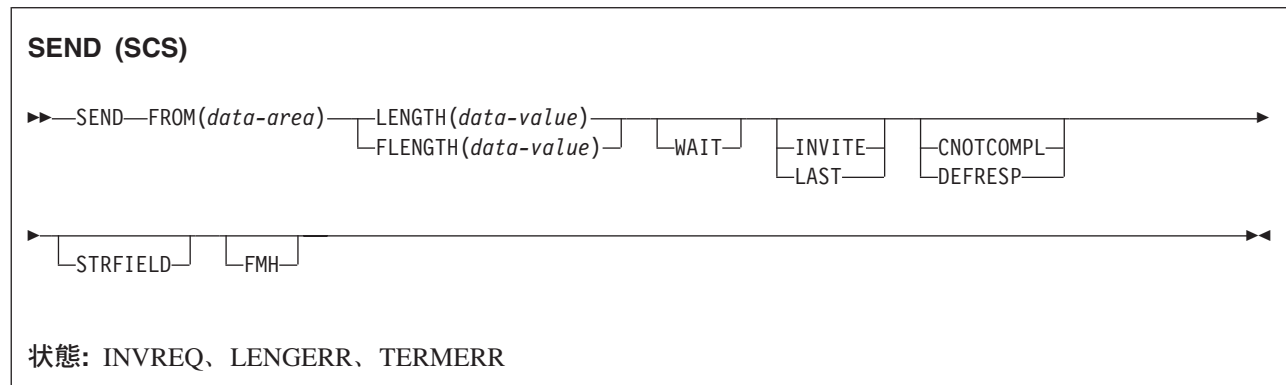 SEND (SCS)
SEND FROM(data-area) LENGTH(data-value) WAIT INVITE CNOTCOMPL
FLENGTH(data-value) LAST DEFRESP
STRFIELD FMH
状態: INVREQ、LENGERR、TERMERR